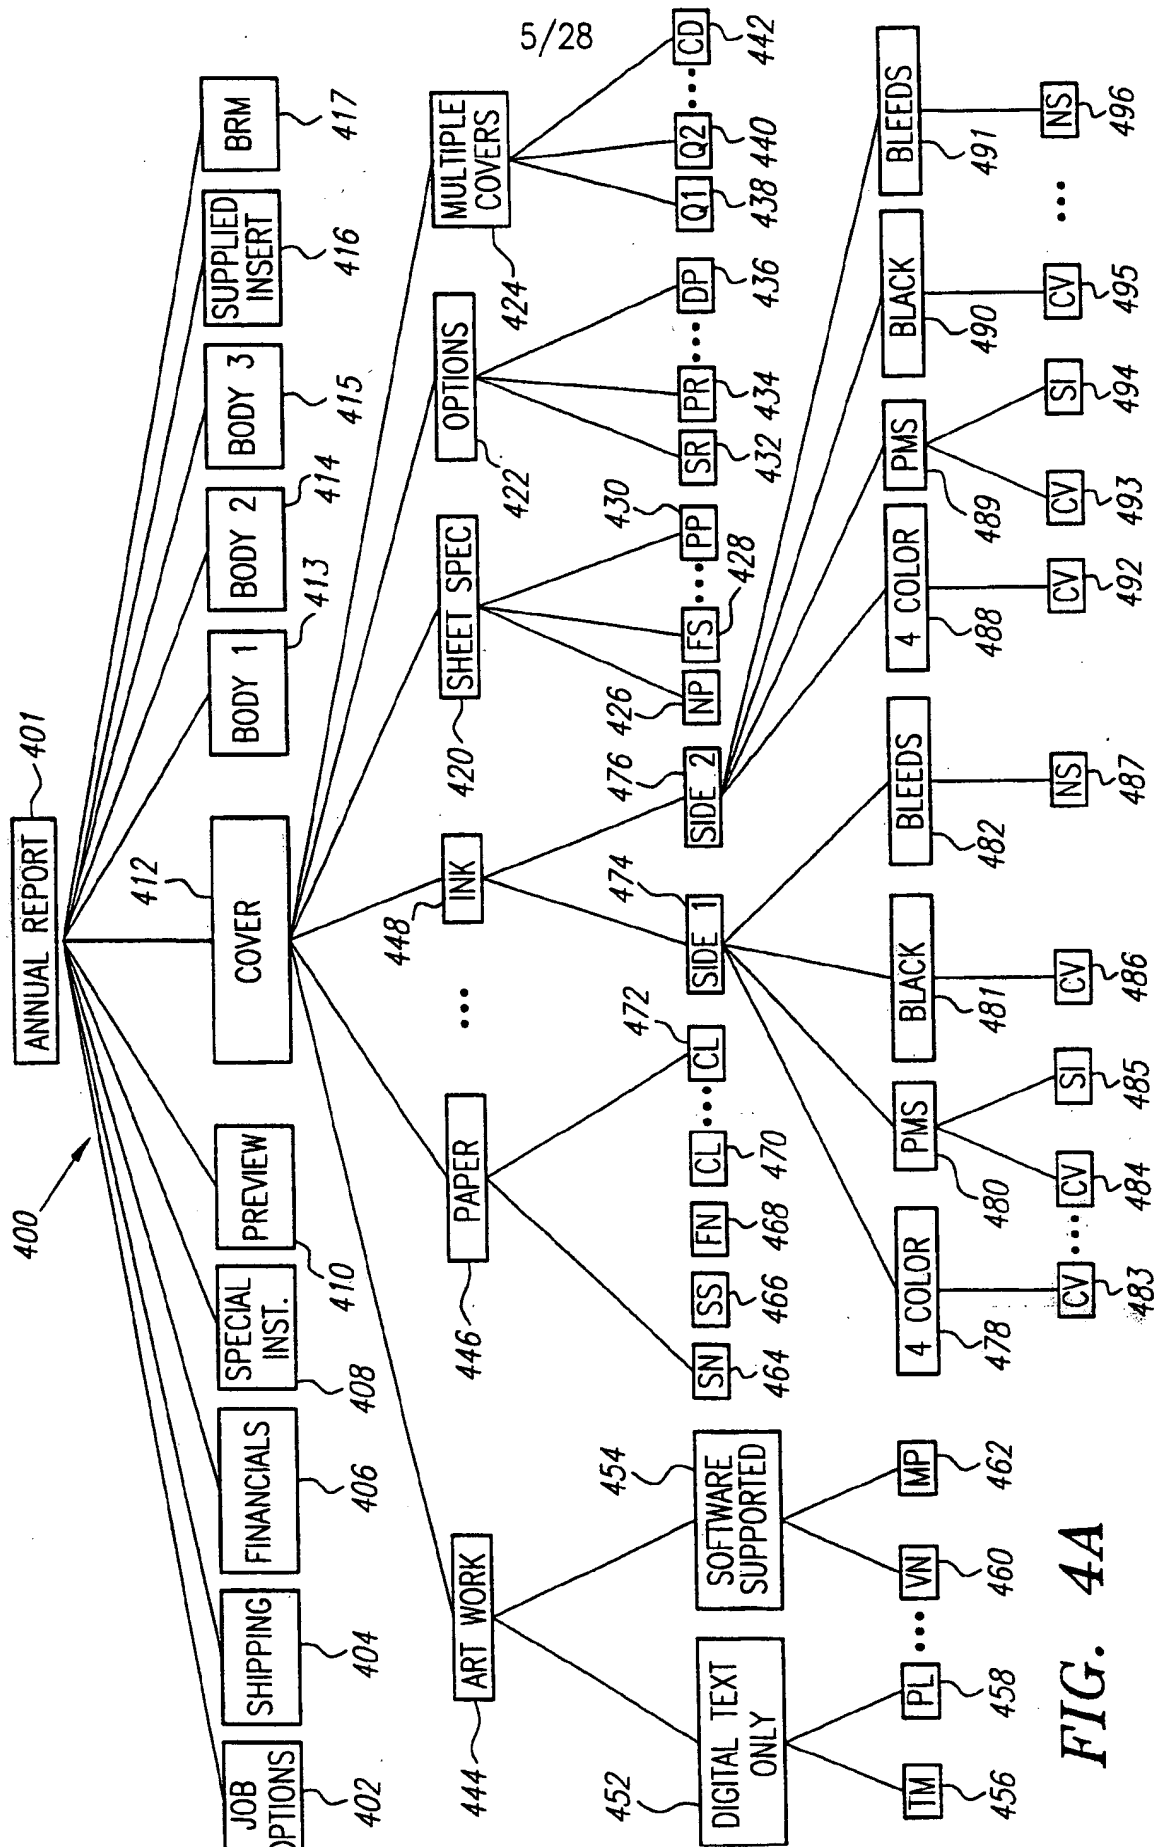 5/28
400
ANNUAL REPORT 401
JOB OPTIONS 402
SHIPPING 404
FINANCIALS 406
SPECIAL INST. 408
PREVIEW 410
COVER 412
BODY 1 413
BODY 2 414
BODY 3 415
SUPPLIED INSERT 416
BRM 417
ART WORK 444
PAPER 446
...
INK 448
SHEET SPEC 420
OPTIONS 422
MULTIPLE COVERS 424
DIGITAL TEXT ONLY 452
SOFTWARE SUPPORTED 454
SN 464
SS 466
FN 468
CL 470
...
CL 472
SIDE 1 474
SIDE 2 476
NP 426
FS 428
...
PP 430
SR 432
PR 434
...
DP 436
Q1 438
Q2 440
...
CD 442
TM 456
PL 458
...
VN 460
MP 462
4 COLOR 478
PMS 480
BLACK 481
BLEEDS 482
4 COLOR 488
PMS 489
BLACK 490
BLEEDS 491
CV 483
...
CV 484
SI 485
CV 486
NS 487
CV 492
CV 493
SI 494
CV 495
...
NS 496
FIG. 4A